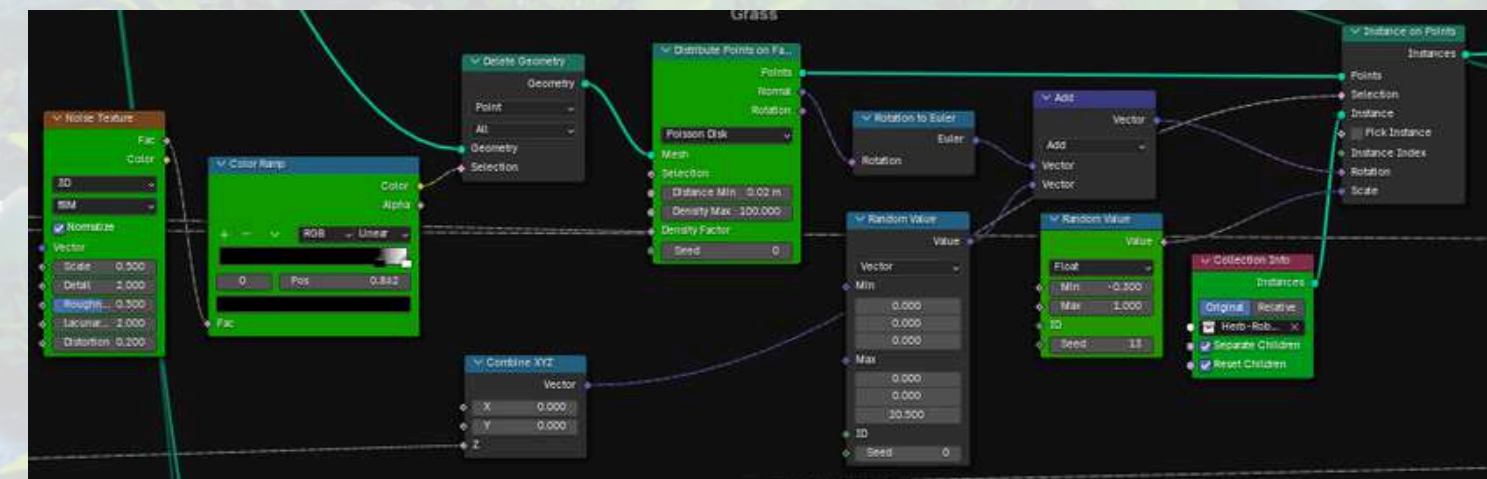 Grass
Noise Texture
Fac
Color
3D
fBM
Normalize
Vector
Scale 0.500
Detail 2.000
Roughn... 0.500
Lacunar... 2.000
Distortion 0.200
Color Ramp
Color
Alpha
RGB
Linear
0
Pos 0.862
Fac
Delete Geometry
Geometry
Point
All
Geometry
Selection
Combine XYZ
Vector
X 0.000
Y 0.000
Z
Distribute Points on Fa...
Points
Normal
Rotation
Poisson Disk
Mesh
Selection
Distance Min 0.02 m
Density Max 100.000
Density Factor
Seed 0
Rotation to Euler
Euler
Rotation
Random Value
Value
Vector
Min
0.000
0.000
0.000
Max
0.000
0.000
20.500
ID
Seed 0
Add
Vector
Add
Vector
Vector
Random Value
Value
Float
Min -0.300
Max 1.000
ID
Seed 13
Collection Info
Instances
Original
Relative
Herb-Rob...
Separate Children
Reset Children
Instance on Points
Instances
Points
Selection
Instance
Pick Instance
Instance Index
Rotation
Scale